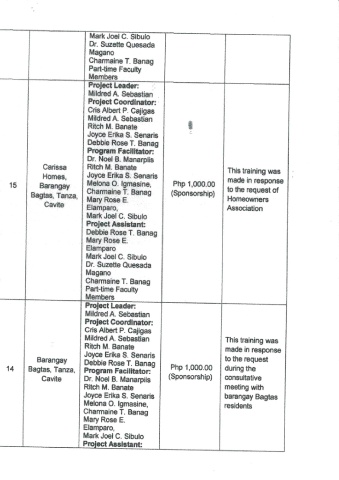 Mark Joel C. Sibulo
Dr. Suzette Quesada
Magano
Charmaine T. Banag
Part-time Faculty
Members
15
Carissa
Homes,
Barangay
Bagtas, Tanza,
Cavite
Project Leader:
Mildred A. Sebastian
Project Coordinator:
Cris Albert P. Cajigas
Mildred A. Sebastian
Ritch M. Banate
Joyce Erika S. Senaris
Debbie Rose T. Banag
Program Facilitator:
Dr. Noel B. Manarpiis
Ritch M. Banate
Joyce Erika S. Senaris
Melona O. Igmasine,
Charmaine T. Banag
Mary Rose E.
Elamparo,
Mark Joel C. Sibulo
Project Assistant:
Debbie Rose T. Banag
Mary Rose E.
Elamparo
Mark Joel C. Sibulo
Dr. Suzette Quesada
Magano
Charmaine T. Banag
Part-time Faculty
Members
Php 1,000.00
(Sponsorship)
This training was
made in response
to the request of
Homeowners
Association
14
Barangay
Bagtas, Tanza,
Cavite
Project Leader:
Mildred A. Sebastian
Project Coordinator:
Cris Albert P. Cajigas
Mildred A. Sebastian
Ritch M. Banate
Joyce Erika S. Senaris
Debbie Rose T. Banag
Program Facilitator:
Dr. Noel B. Manarpiis
Ritch M. Banate
Joyce Erika S. Senaris
Melona O. Igmasine,
Charmaine T. Banag
Mary Rose E.
Elamparo,
Mark Joel C. Sibulo
Project Assistant:
Php 1,000.00
(Sponsorship)
This training was
made in response
to the request
during the
consultative
meeting with
barangay Bagtas
residents